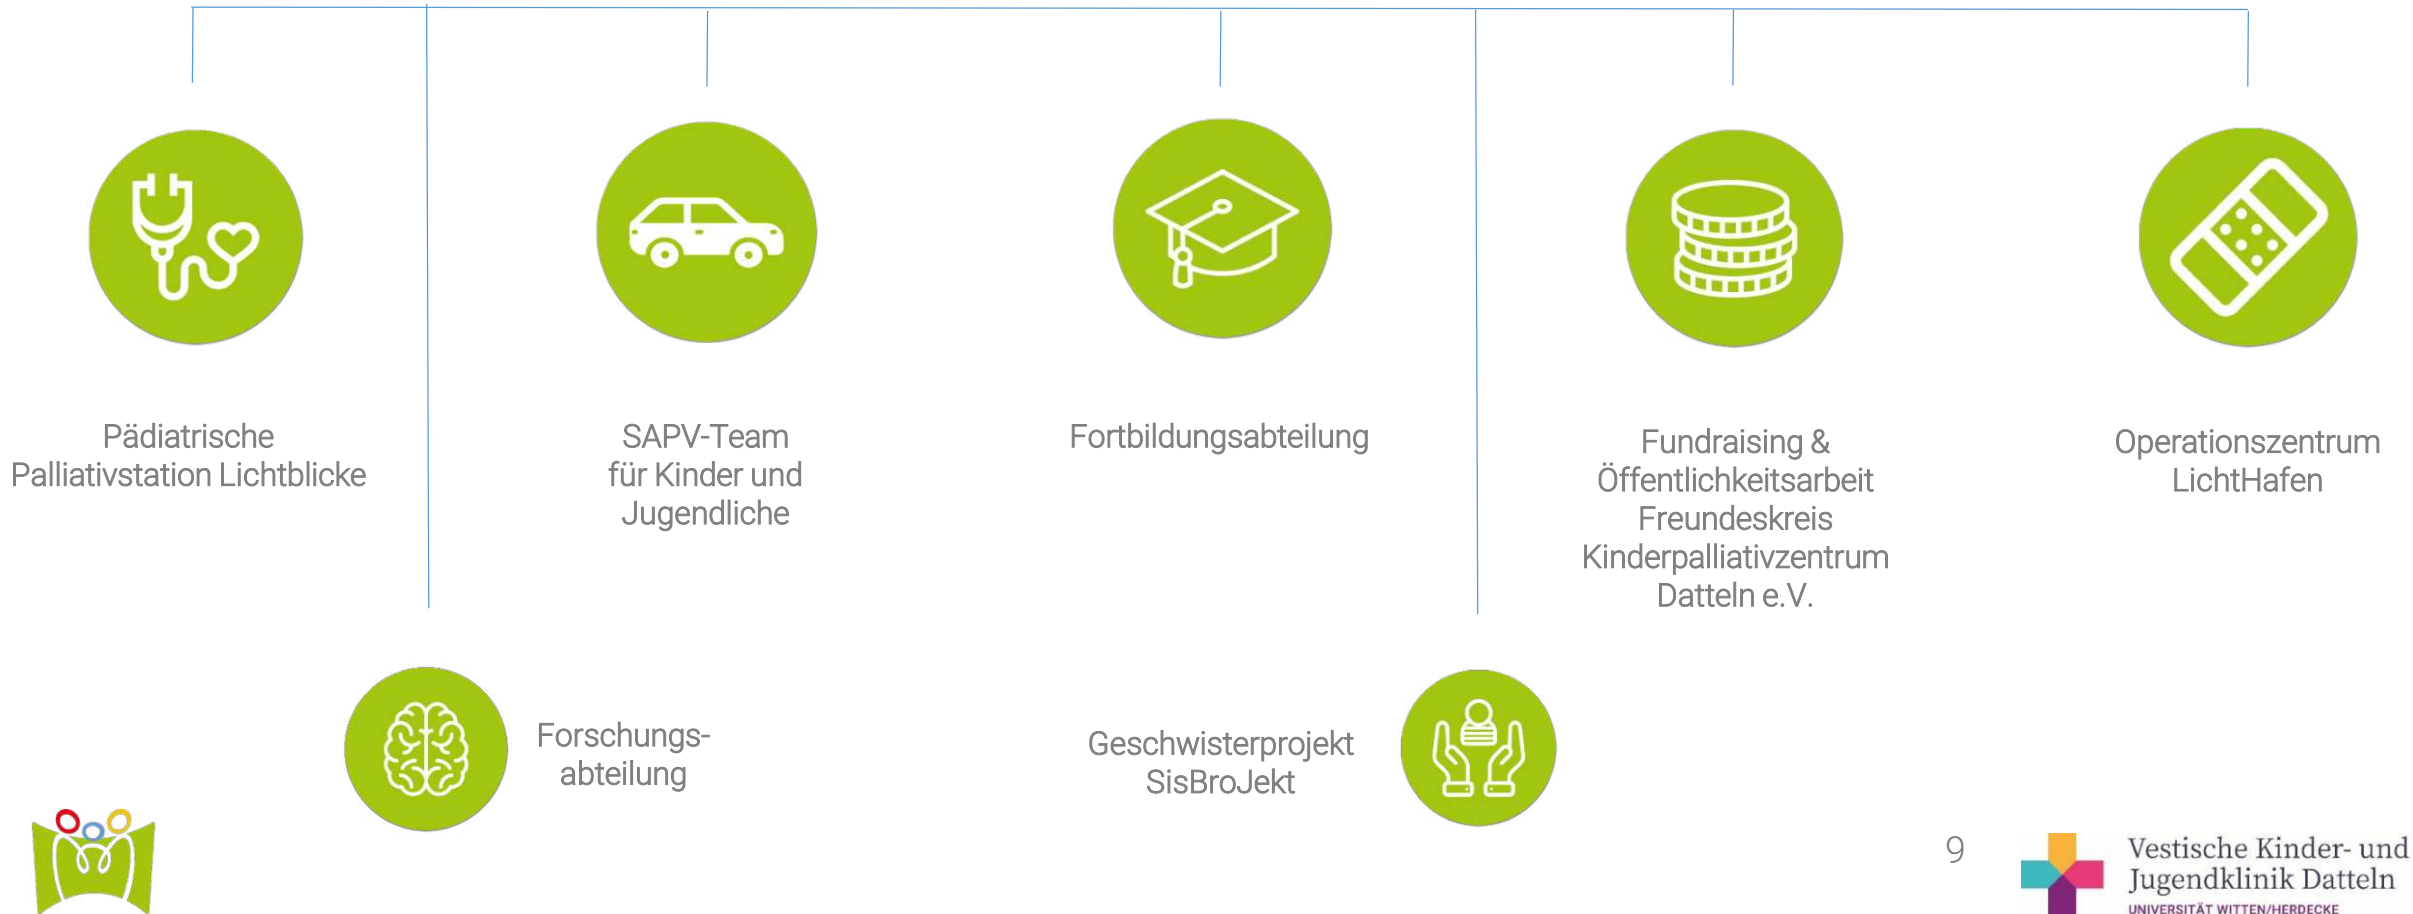 Pädiatrische
Palliativstation Lichtblicke
SAPV-Team
für Kinder und
Jugendliche
Fortbildungsabteilung
Fundraising &
Öffentlichkeitsarbeit
Freundeskreis
Kinderpalliativzentrum
Datteln e.V.
Operationszentrum
LichtHafen
Forschungs-
abteilung
Geschwisterprojekt
SisBroJekt
9
Vestische Kinder- und
Jugendklinik Datteln
UNIVERSITÄT WITTEN/HERDECKE